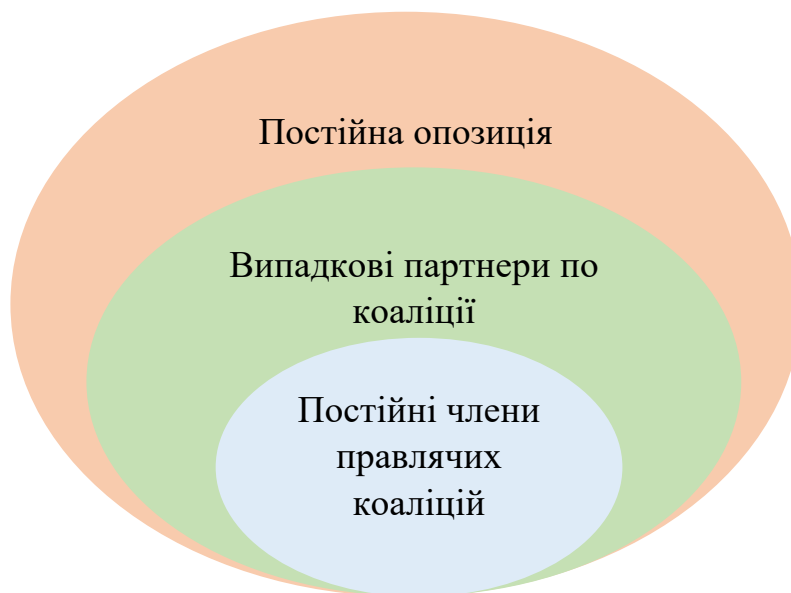 Постійна опозиція
Випадкові партнери по
коаліції
Постійні члени
правлячих
коаліцій